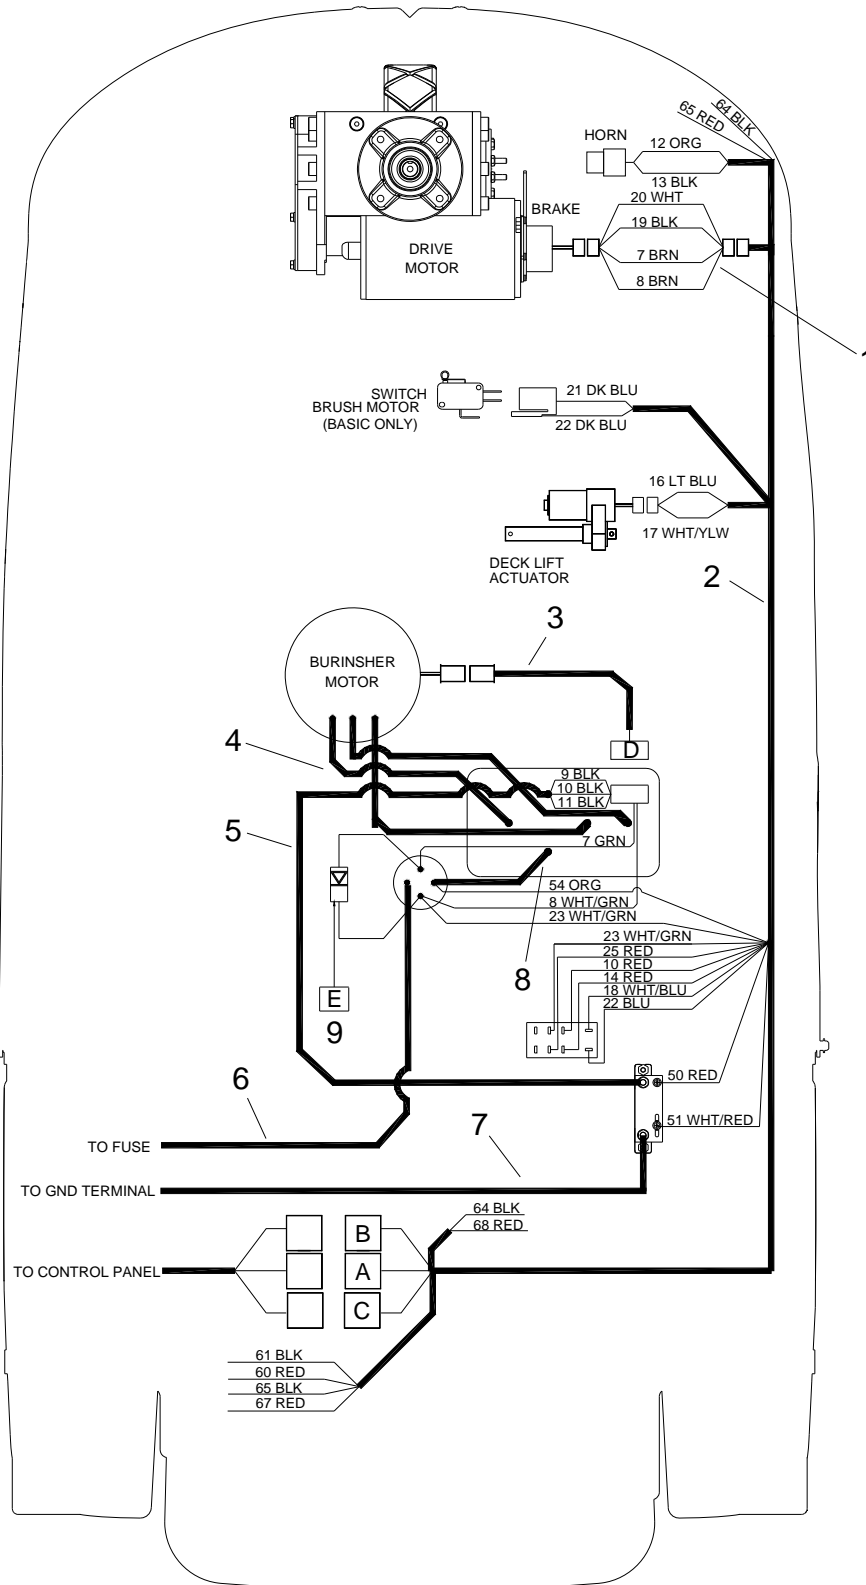 64 BLK
65 RED
HORN
12 ORG
13 BLK
20 WHT
BRAKE
19 BLK
DRIVE
MOTOR
7 BRN
8 BRN
1
SWITCH
BRUSH MOTOR
(BASIC ONLY)
21 DK BLU
22 DK BLU
16 LT BLU
17 WHT/YLW
DECK LIFT
ACTUATOR
2
3
BURINSHER
MOTOR
D
4
9 BLK
10 BLK
11 BLK
5
7 GRN
54 ORG
8 WHT/GRN
23 WHT/GRN
23 WHT/GRN
25 RED
10 RED
14 RED
18 WHT/BLU
22 BLU
8
E
9
50 RED
6
51 WHT/RED
7
TO FUSE
TO GND TERMINAL
64 BLK
68 RED
B
TO CONTROL PANEL
A
C
61 BLK
60 RED
65 BLK
67 RED